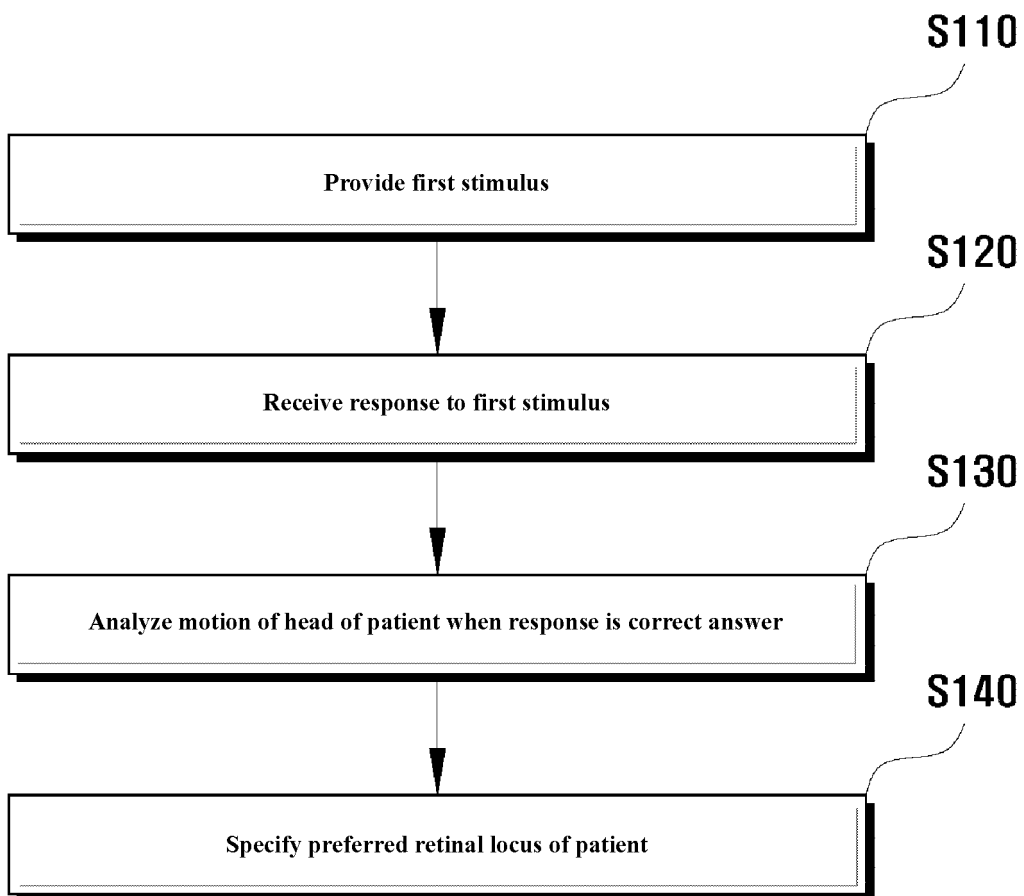 S110
Provide first stimulus
S120
Receive response to first stimulus
S130
Analyze motion of head of patient when response is correct answer
S140
Specify preferred retinal locus of patient